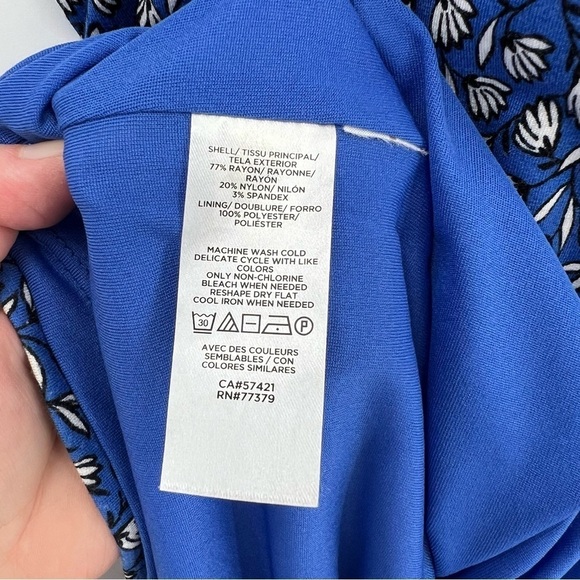 SHELL/ TISSU PRINCIPAL/
TELA EXTERIOR
77% RAYON/ RAYONNE/
RAYON
20% NYLON/ NILÓN
3% SPANDEX
LINING/ DOUBLURE/ FORRO
100% POLYESTER/
POLIÉSTER
MACHINE WASH COLD
DELICATE CYCLE WITH LIKE
COLORS
ONLY NON-CHLORINE
BLEACH WHEN NEEDED
RESHAPE DRY FLAT
COOL IRON WHEN NEEDED
30 P
AVEC DES COULEURS
SEMBLABLES / CON
COLORES SIMILARES
CA#57421
RN#77379